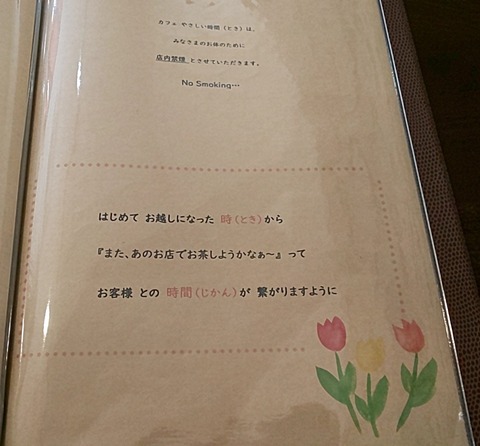 カフェ やさしい時間（とき）は、
みなさまのお体のために
店内禁煙 とさせていただきます。
No Smoking…
はじめて お越しになった 時（とき）から
『また、あのお店でお茶しようかなぁ～』 って
お客様 との 時間（じかん）が 繋がりますように